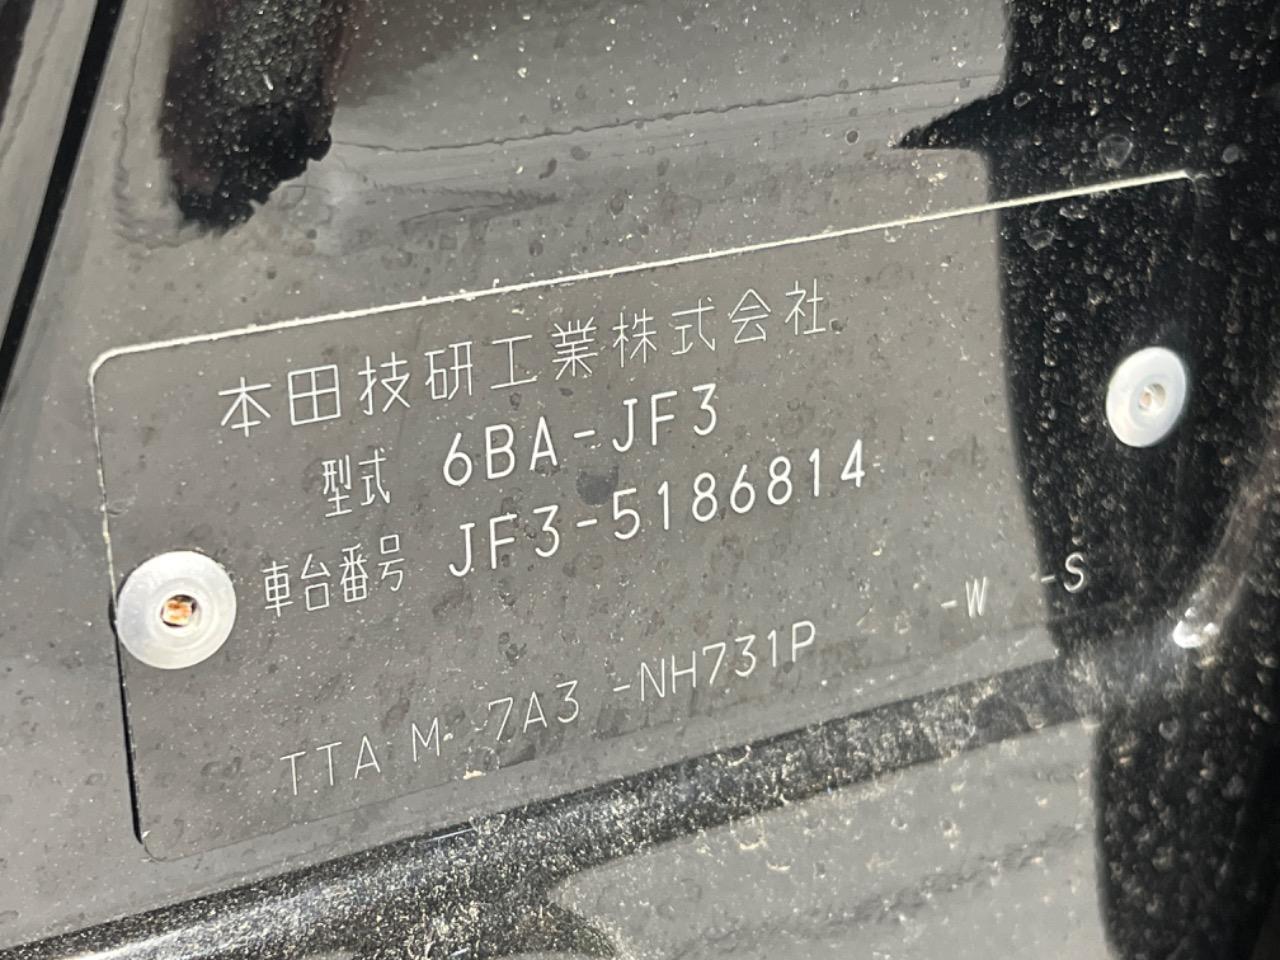 本田技研工業株式会社
型式 6BA-JF3
車台番号 JF3-5186814
TTA M 7A3 -NH731P -W -S